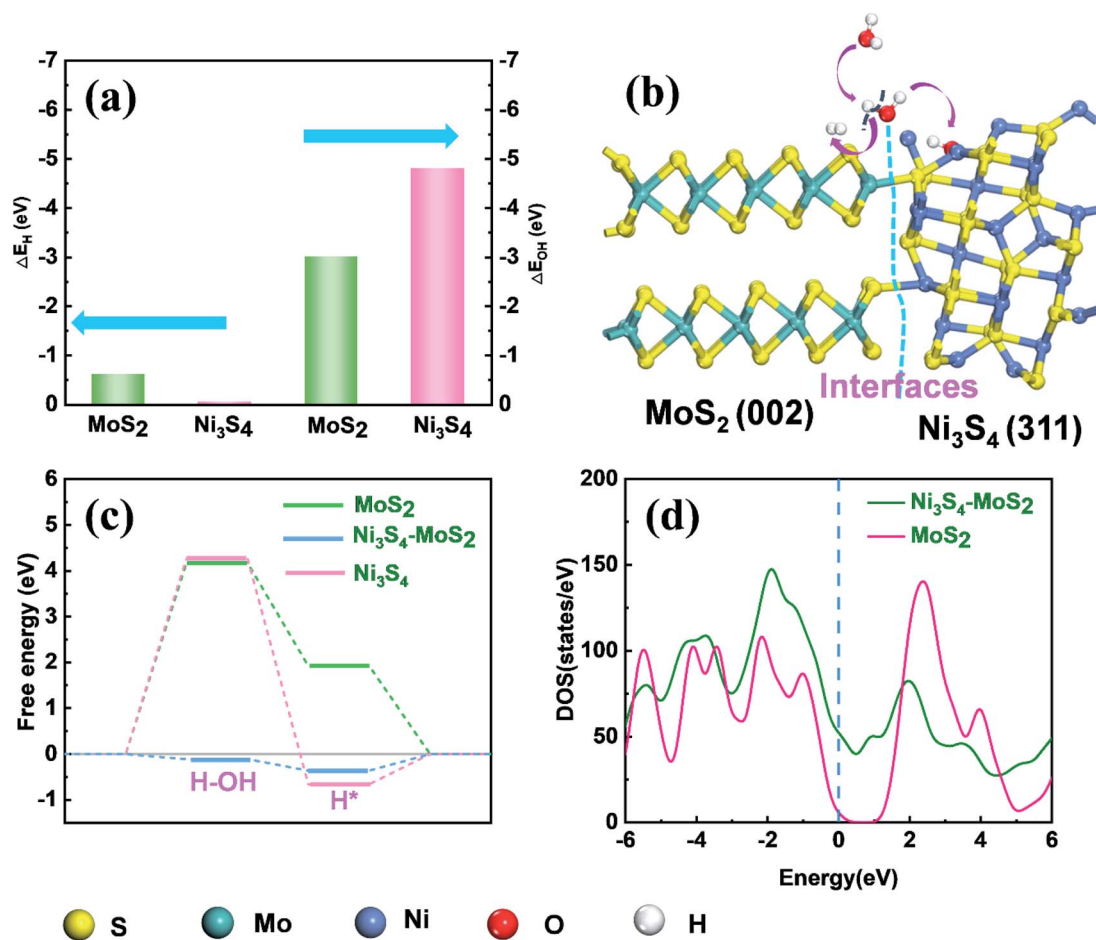 (a)
-7
-6
-5
-4
-3
-2
-1
0
△E_H (eV)
-7
-6
-5
-4
-3
-2
-1
0
△E_OH (eV)
MoS₂ Ni₃S₄ MoS₂ Ni₃S₄
(b)
Interfaces
MoS₂ (002) Ni₃S₄ (311)
(c)
6
5
4
3
2
1
0
-1
Free energy (eV)
MoS₂
Ni₃S₄-MoS₂
Ni₃S₄
H-OH H*
(d)
200
150
100
50
0
DOS(states/eV)
Ni₃S₄-MoS₂
MoS₂
-6 -4 -2 0 2 4 6
Energy(eV)
S Mo Ni O H